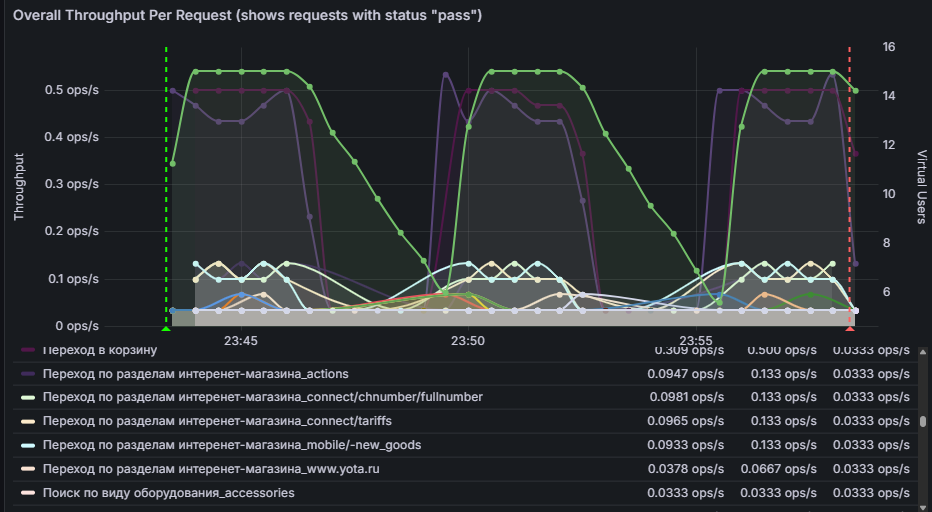 Overall Throughput Per Request (shows requests with status "pass")
16
0.5 ops/s
14
0.4 ops/s
12
0.3 ops/s
10
0.2 ops/s
8
0.1 ops/s
6
0 ops/s
Throughput
Virtual Users
23:45
23:50
23:55
Переход в корзину 0.309 ops/s 0.500 ops/s 0.0333 ops/s
Переход по разделам интеренет-магазина_actions 0.0947 ops/s 0.133 ops/s 0.0333 ops/s
Переход по разделам интеренет-магазина_connect/chnumber/fullnumber 0.0981 ops/s 0.133 ops/s 0.0333 ops/s
Переход по разделам интеренет-магазина_connect/tariffs 0.0965 ops/s 0.133 ops/s 0.0333 ops/s
Переход по разделам интеренет-магазина_mobile/-new_goods 0.0933 ops/s 0.133 ops/s 0.0333 ops/s
Переход по разделам интеренет-магазина_www.yota.ru 0.0378 ops/s 0.0667 ops/s 0.0333 ops/s
Поиск по виду оборудования_accessories 0.0333 ops/s 0.0333 ops/s 0.0333 ops/s